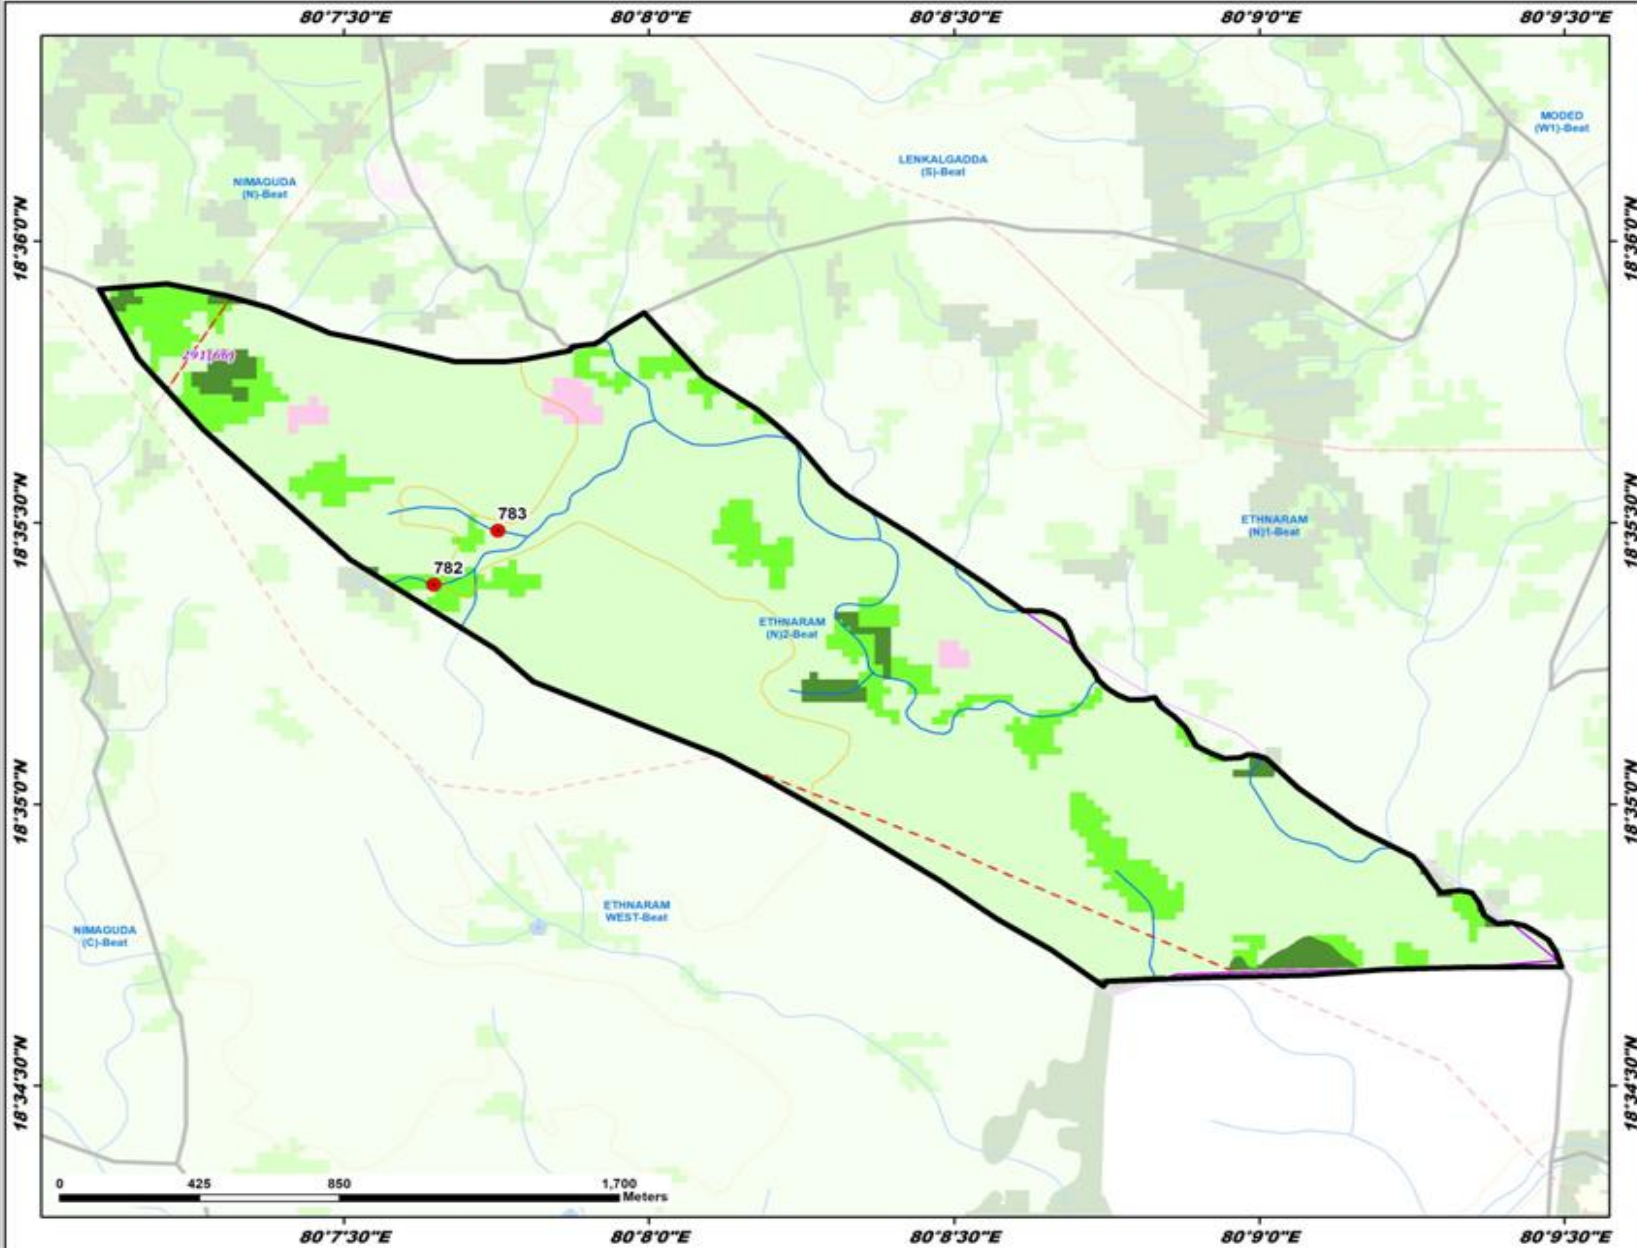 80°7'30"E 80°8'0"E 80°8'30"E 80°9'0"E 80°9'30"E
MODED
(W1)-Beat
LENKALGADDA
(S)-Beat
NIMAGUDA
(N)-Beat
18°36'0"N 18°36'0"N
291(66)
783
18°35'30"N 18°35'30"N
ETHNARAM
(N)1-Beat
782
ETHNARAM
(N)2-Beat
18°35'0"N 18°35'0"N
ETHNARAM
WEST-Beat
NIMAGUDA
(C)-Beat
18°34'30"N 18°34'30"N
0 425 850 1,700
Meters
80°7'30"E 80°8'0"E 80°8'30"E 80°9'0"E 80°9'30"E